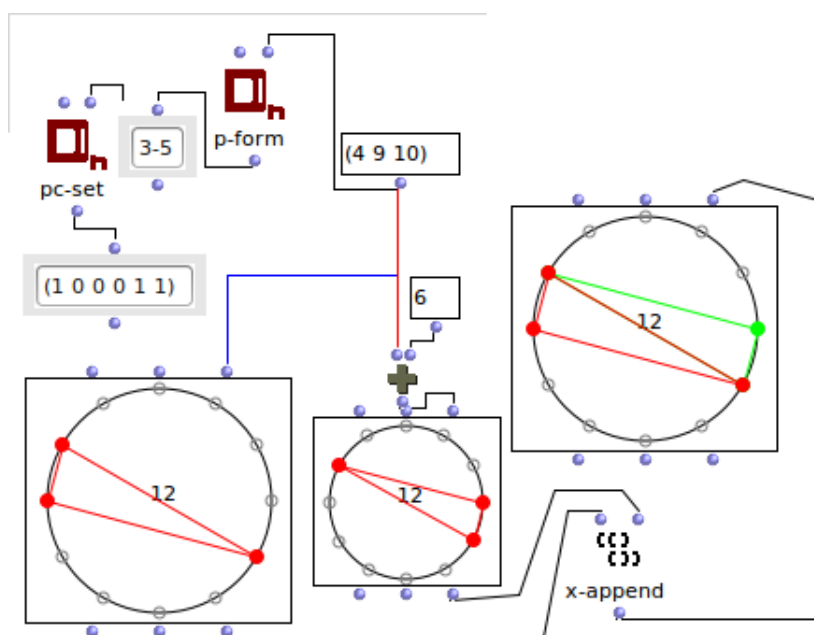 p-form
3-5
(4 9 10)
pc-set
(1 0 0 0 1 1)
6
12
12
12
x-append